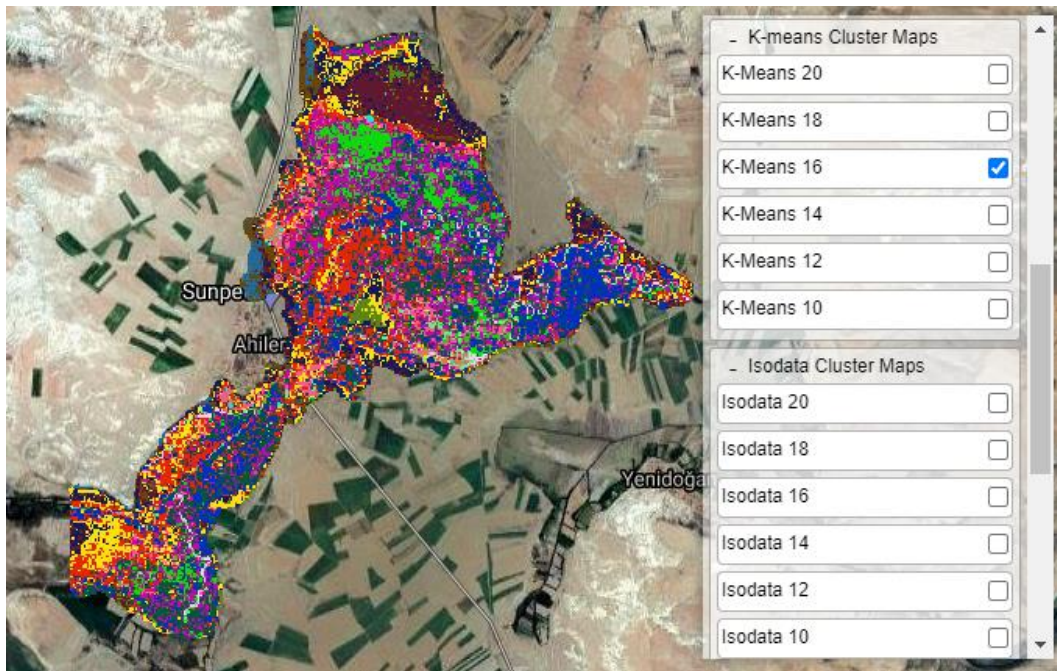 - K-means Cluster Maps
K-Means 20
K-Means 18
K-Means 16
K-Means 14
K-Means 12
K-Means 10
- Isodata Cluster Maps
Isodata 20
Isodata 18
Isodata 16
Isodata 14
Isodata 12
Isodata 10
Sunpe
Ahiler
Yenidoğa